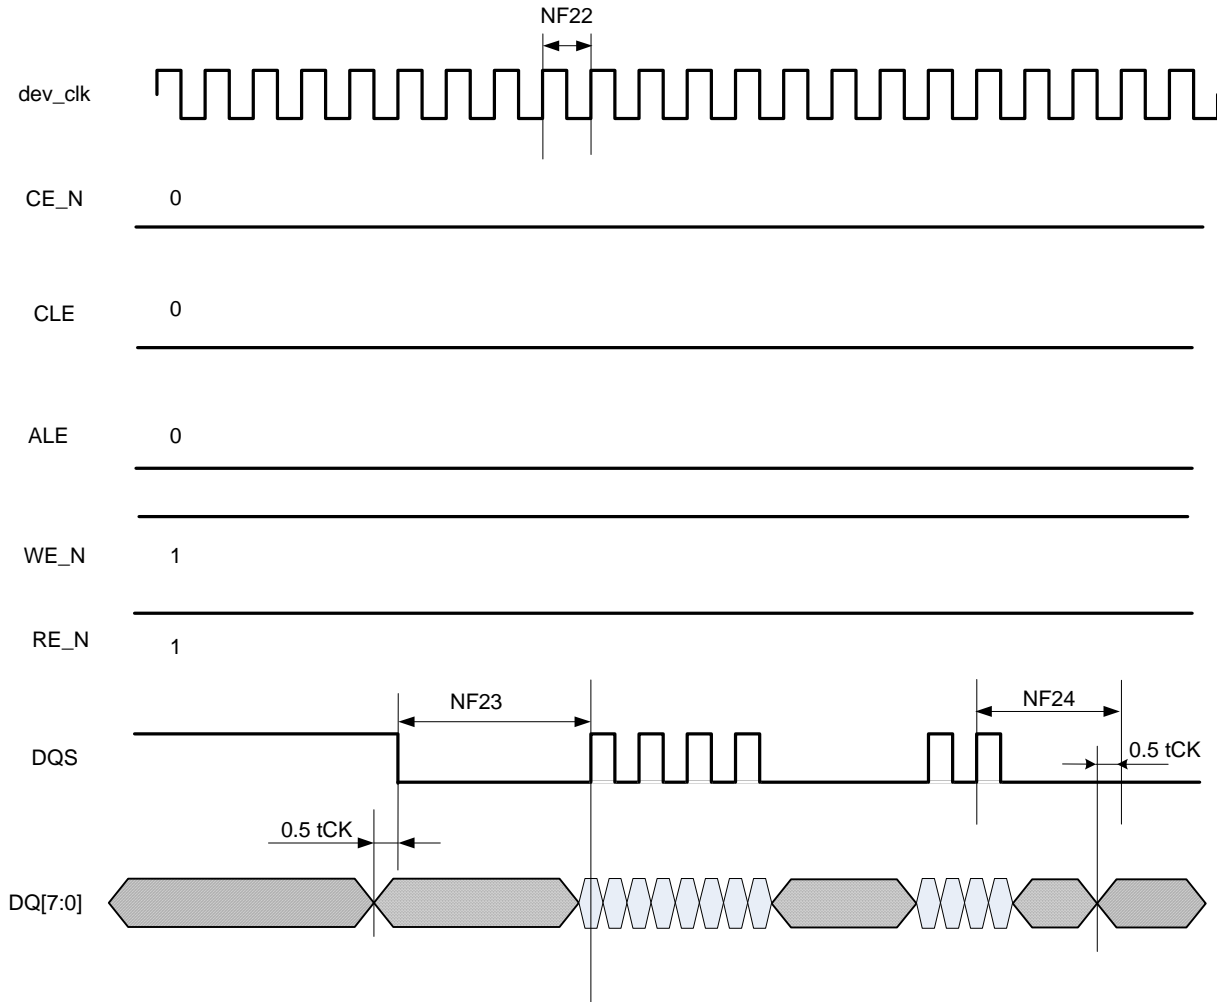 NF22
dev_clk
CE_N 0
CLE 0
ALE 0
WE_N 1
RE_N 1
NF23 NF24
DQS 0.5 tCK
0.5 tCK
DQ[7:0]